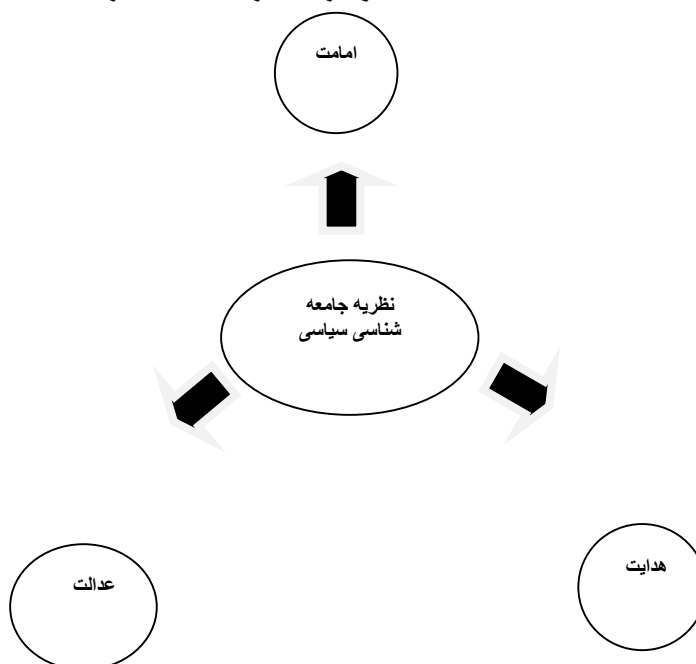 امامت
نظریه جامعه
شناسی سیاسی
عدالت
هدایت